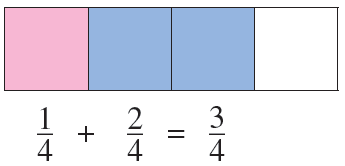 1/4 + 2/4 = 3/4